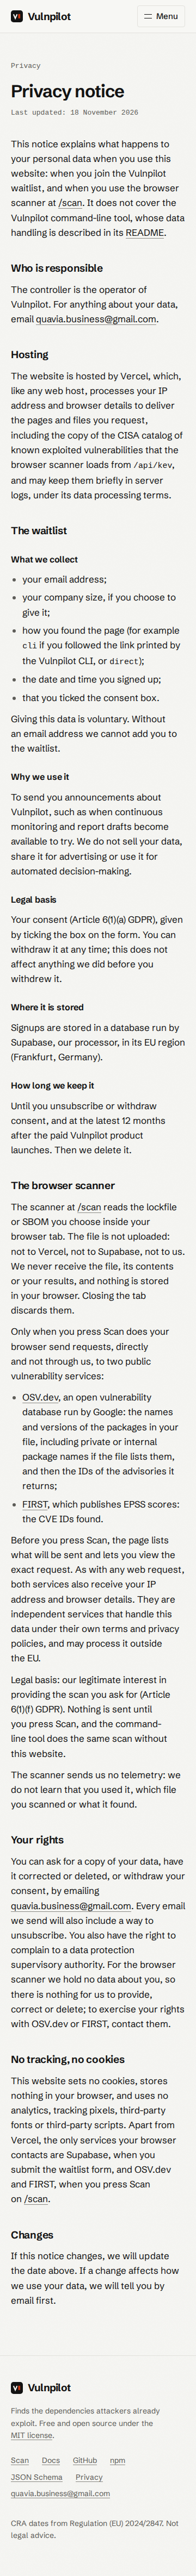 Vulnpilot
Menu
Privacy
Privacy notice
Last updated: 18 November 2026
This notice explains what happens to
your personal data when you use this
website: when you join the Vulnpilot
waitlist, and when you use the browser
scanner at /scan. It does not cover the
Vulnpilot command-line tool, whose data
handling is described in its README.
Who is responsible
The controller is the operator of
Vulnpilot. For anything about your data,
email quavia.business@gmail.com.
Hosting
The website is hosted by Vercel, which,
like any web host, processes your IP
address and browser details to deliver
the pages and files you request,
including the copy of the CISA catalog of
known exploited vulnerabilities that the
browser scanner loads from /api/kev,
and may keep them briefly in server
logs, under its data processing terms.
The waitlist
What we collect
• your email address;
• your company size, if you choose to
give it;
• how you found the page (for example
cli if you followed the link printed by
the Vulnpilot CLI, or direct);
• the date and time you signed up;
• that you ticked the consent box.
Giving this data is voluntary. Without
an email address we cannot add you to
the waitlist.
Why we use it
To send you announcements about
Vulnpilot, such as when continuous
monitoring and report drafts become
available to try. We do not sell your data,
share it for advertising or use it for
automated decision-making.
Legal basis
Your consent (Article 6(1)(a) GDPR), given
by ticking the box on the form. You can
withdraw it at any time; this does not
affect anything we did before you
withdrew it.
Where it is stored
Signups are stored in a database run by
Supabase, our processor, in its EU region
(Frankfurt, Germany).
How long we keep it
Until you unsubscribe or withdraw
consent, and at the latest 12 months
after the paid Vulnpilot product
launches. Then we delete it.
The browser scanner
The scanner at /scan reads the lockfile
or SBOM you choose inside your
browser tab. The file is not uploaded:
not to Vercel, not to Supabase, not to us.
We never receive the file, its contents
or your results, and nothing is stored
in your browser. Closing the tab
discards them.
Only when you press Scan does your
browser send requests, directly
and not through us, to two public
vulnerability services:
• OSV.dev, an open vulnerability
database run by Google: the names
and versions of the packages in your
file, including private or internal
package names if the file lists them,
and then the IDs of the advisories it
returns;
• FIRST, which publishes EPSS scores:
the CVE IDs found.
Before you press Scan, the page lists
what will be sent and lets you view the
exact request. As with any web request,
both services also receive your IP
address and browser details. They are
independent services that handle this
data under their own terms and privacy
policies, and may process it outside
the EU.
Legal basis: our legitimate interest in
providing the scan you ask for (Article
6(1)(f) GDPR). Nothing is sent until
you press Scan, and the command-
line tool does the same scan without
this website.
The scanner sends us no telemetry: we
do not learn that you used it, which file
you scanned or what it found.
Your rights
You can ask for a copy of your data, have
it corrected or deleted, or withdraw your
consent, by emailing
quavia.business@gmail.com. Every email
we send will also include a way to
unsubscribe. You also have the right to
complain to a data protection
supervisory authority. For the browser
scanner we hold no data about you, so
there is nothing for us to provide,
correct or delete; to exercise your rights
with OSV.dev or FIRST, contact them.
No tracking, no cookies
This website sets no cookies, stores
nothing in your browser, and uses no
analytics, tracking pixels, third-party
fonts or third-party scripts. Apart from
Vercel, the only services your browser
contacts are Supabase, when you
submit the waitlist form, and OSV.dev
and FIRST, when you press Scan
on /scan.
Changes
If this notice changes, we will update
the date above. If a change affects how
we use your data, we will tell you by
email first.
Vulnpilot
Finds the dependencies attackers already
exploit. Free and open source under the
MIT license.
Scan Docs GitHub npm
JSON Schema Privacy
quavia.business@gmail.com
CRA dates from Regulation (EU) 2024/2847. Not
legal advice.